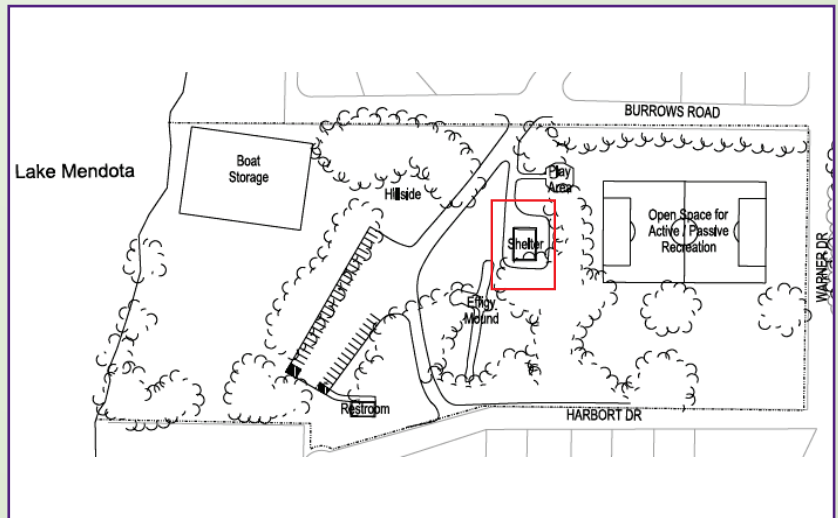 BURROWS ROAD
Lake Mendota
Boat
Storage
Hillside
Play
Area
Shelter
Open Space for
Active / Passive
Recreation
WARNER DR
Effigy
Mound
Restroom
HARBORT DR